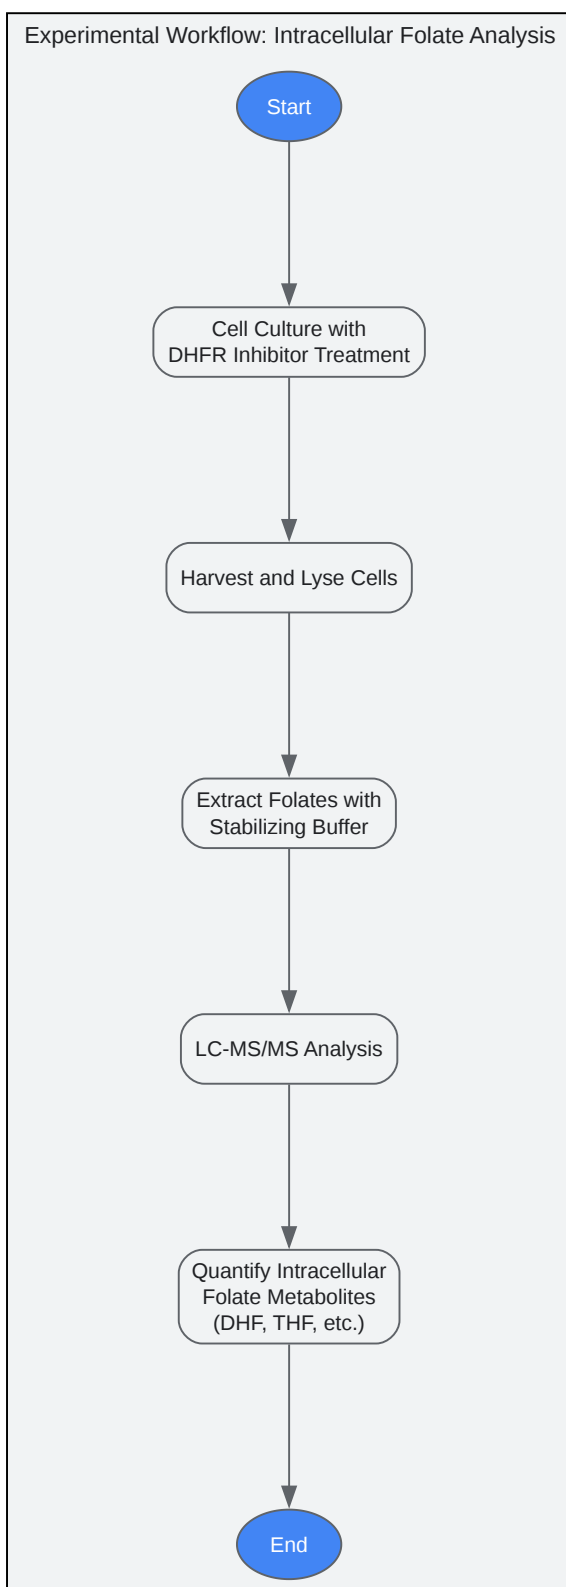 Experimental Workflow: Intracellular Folate Analysis
Start
Cell Culture with
DHFR Inhibitor Treatment
Harvest and Lyse Cells
Extract Folates with
Stabilizing Buffer
LC-MS/MS Analysis
Quantify Intracellular
Folate Metabolites
(DHF, THF, etc.)
End